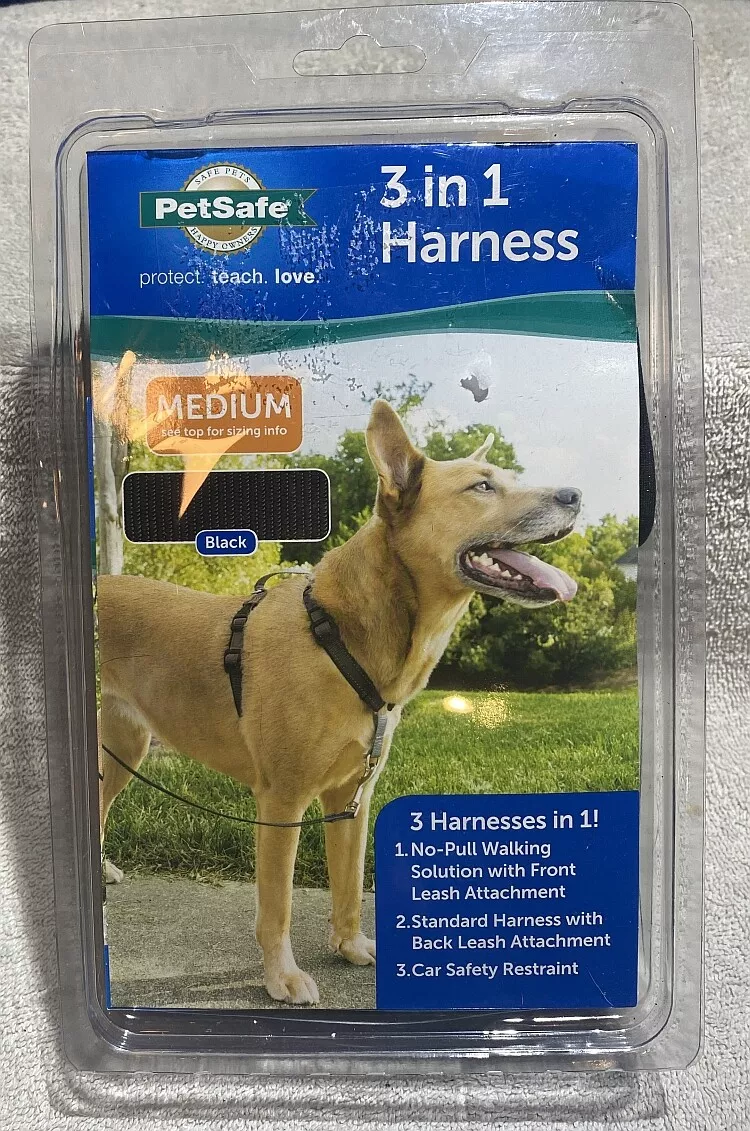 SAFE PETS
PetSafe®
HAPPY OWNERS
protect. teach. love.
3 in 1
Harness
MEDIUM
see top for sizing info
Black
3 Harnesses in 1!
1. No-Pull Walking
Solution with Front
Leash Attachment
2. Standard Harness with
Back Leash Attachment
3. Car Safety Restraint